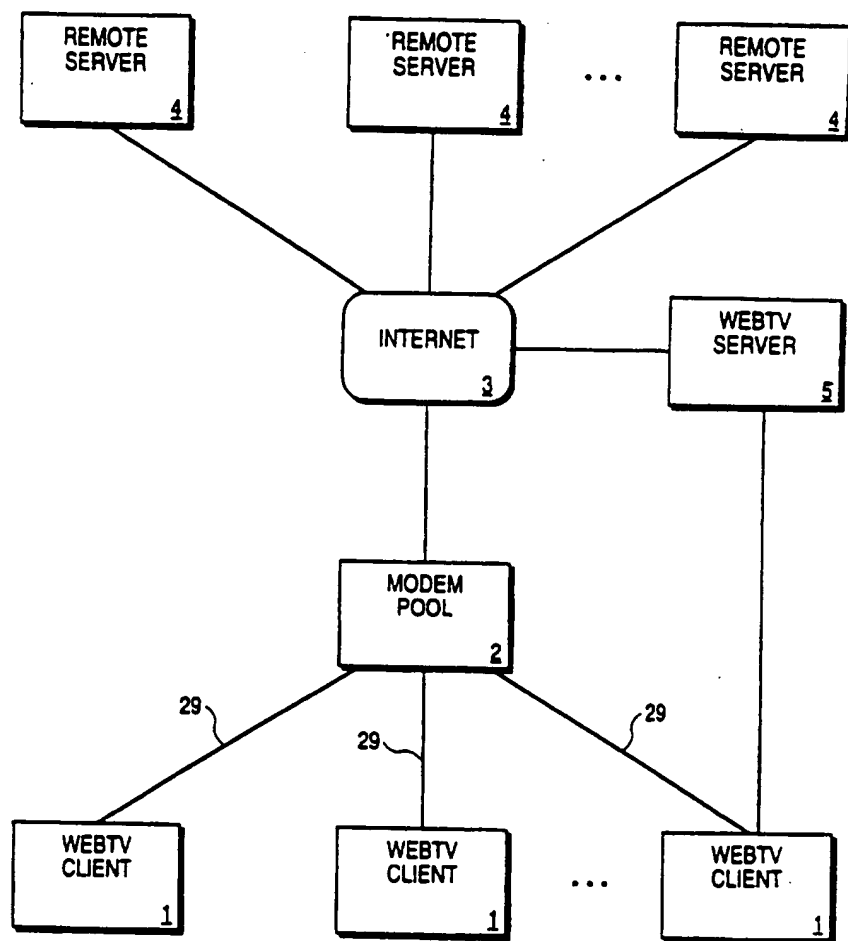 REMOTE
SERVER
4
REMOTE
SERVER
4
...
REMOTE
SERVER
4
INTERNET
3
WEBTV
SERVER
5
MODEM
POOL
2
29
29
29
WEBTV
CLIENT
1
WEBTV
CLIENT
1
...
WEBTV
CLIENT
1